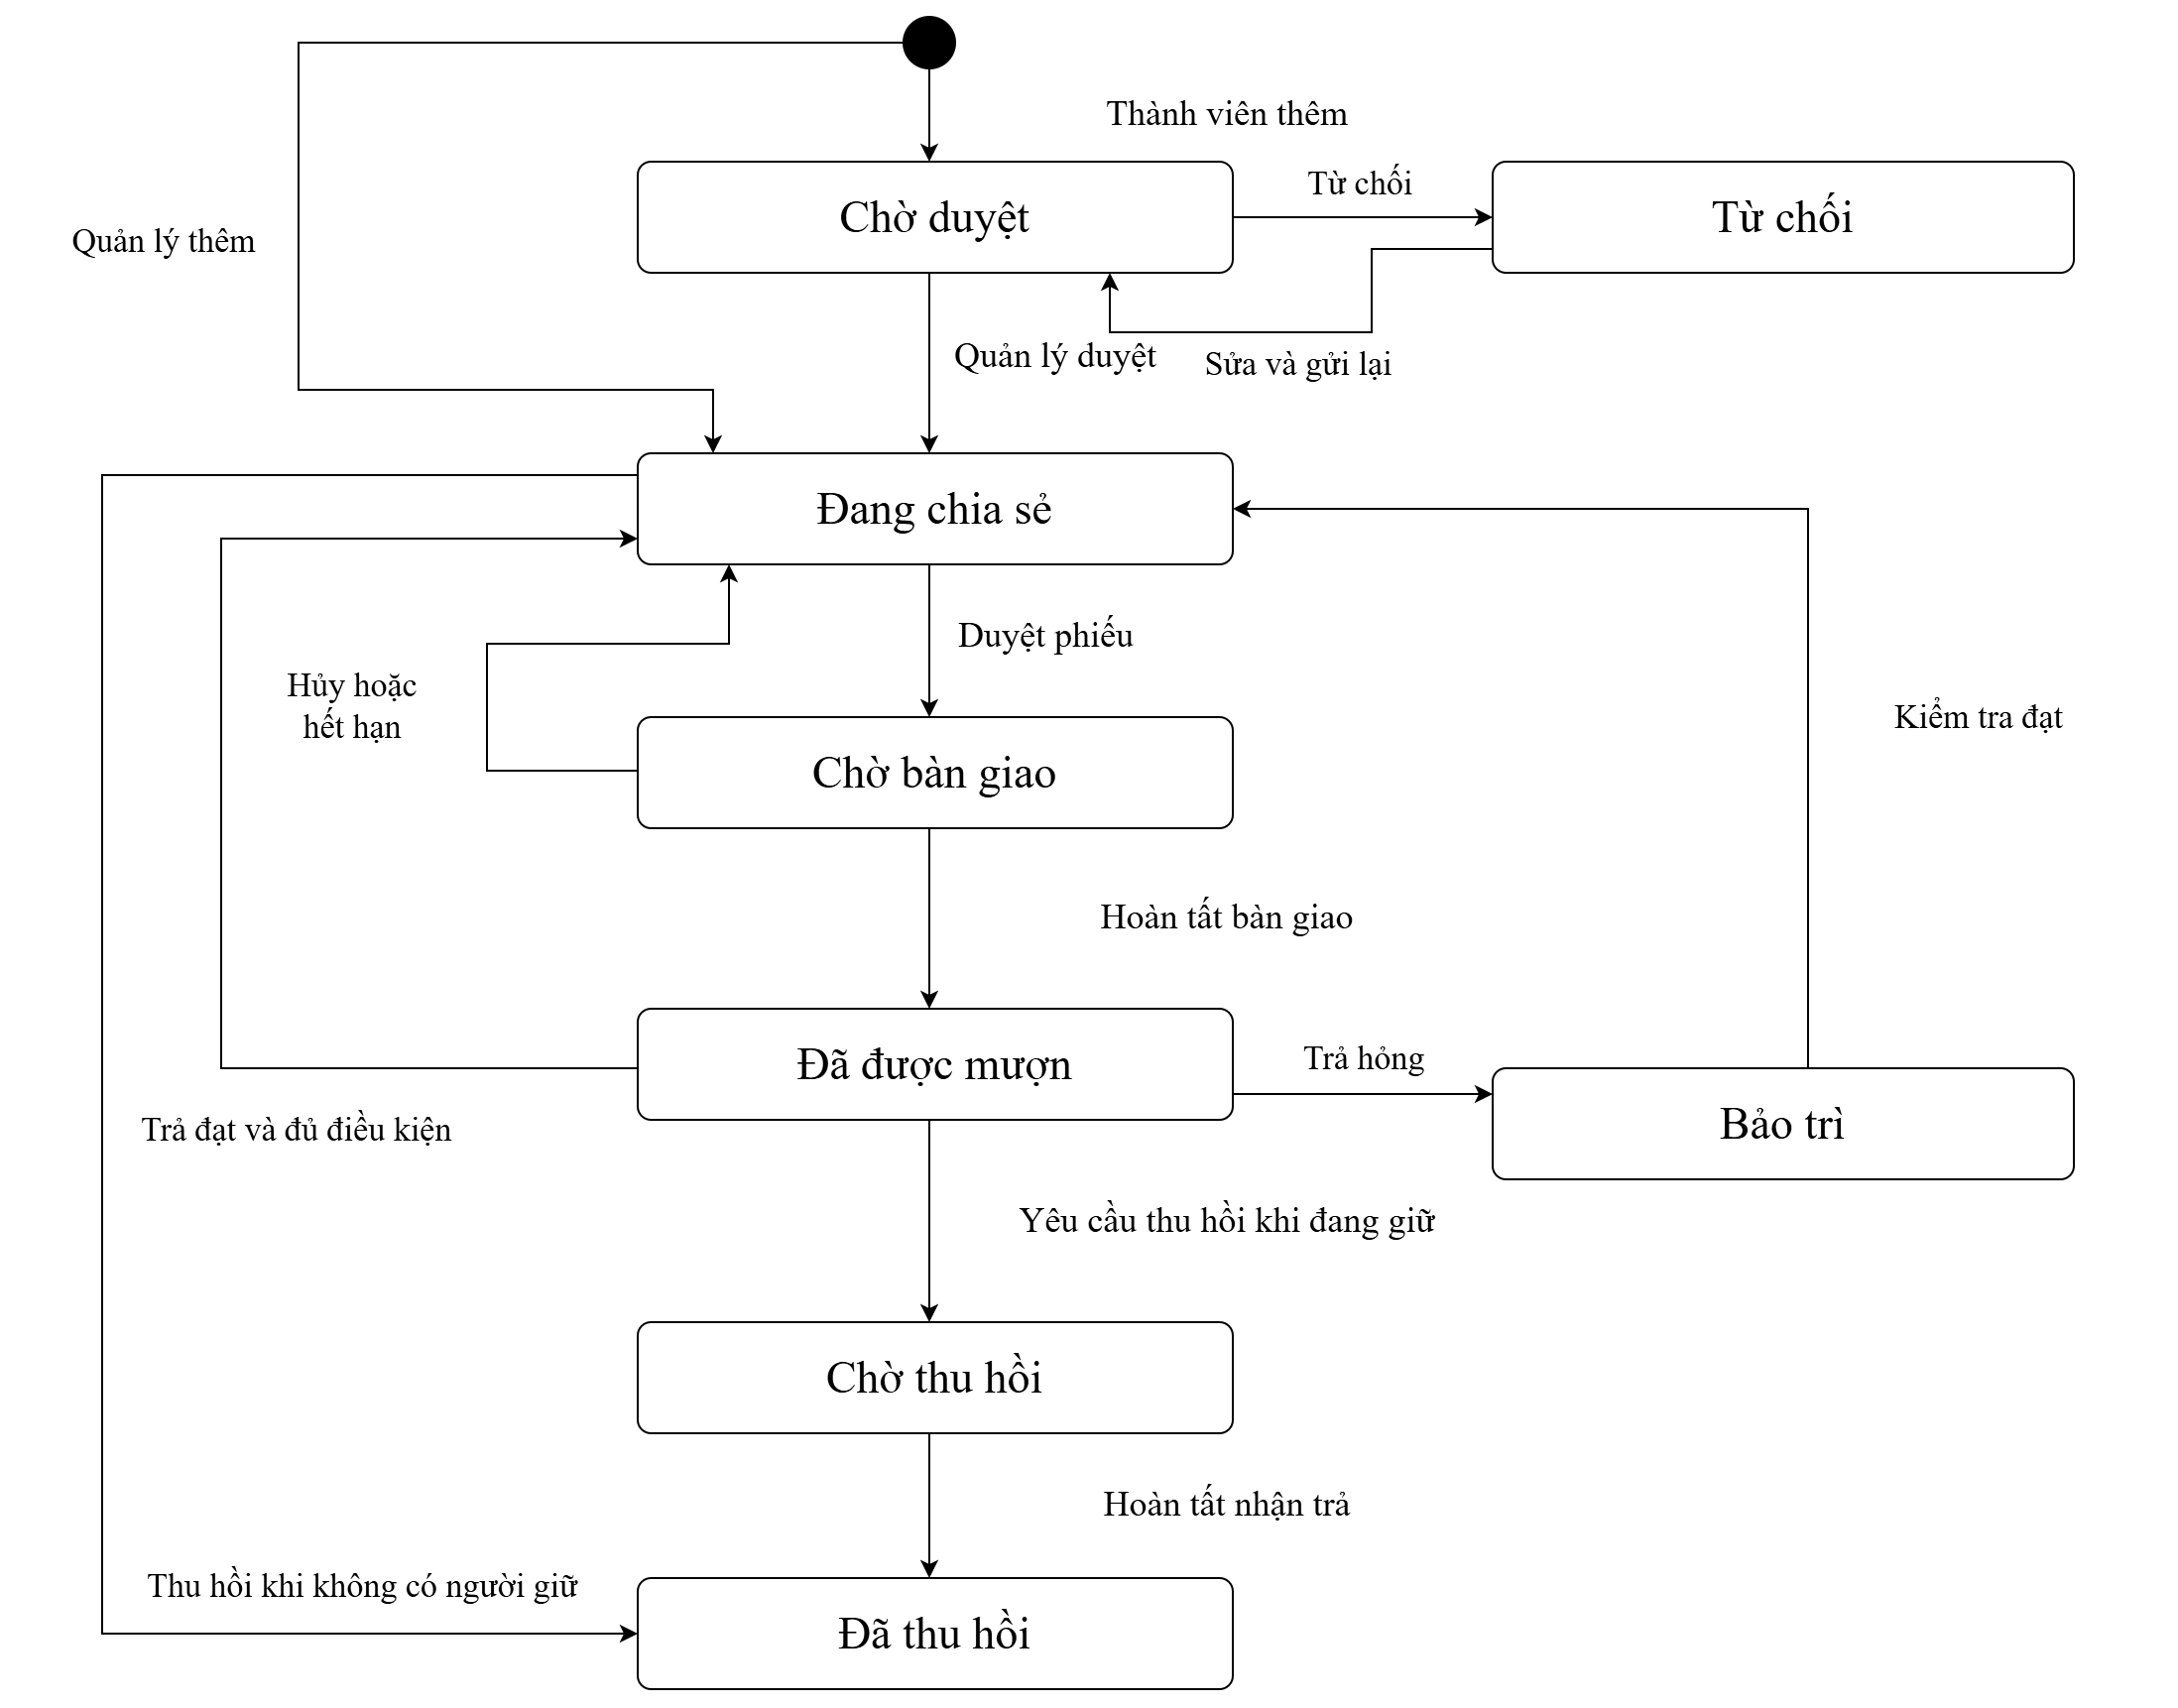 Thành viên thêm
Từ chối
Chờ duyệt
Từ chối
Quản lý thêm
Quản lý duyệt
Sửa và gửi lại
Đang chia sẻ
Duyệt phiếu
Hủy hoặc
hết hạn
Kiểm tra đạt
Chờ bàn giao
Hoàn tất bàn giao
Đã được mượn
Trả hỏng
Bảo trì
Trả đạt và đủ điều kiện
Yêu cầu thu hồi khi đang giữ
Chờ thu hồi
Hoàn tất nhận trả
Thu hồi khi không có người giữ
Đã thu hồi